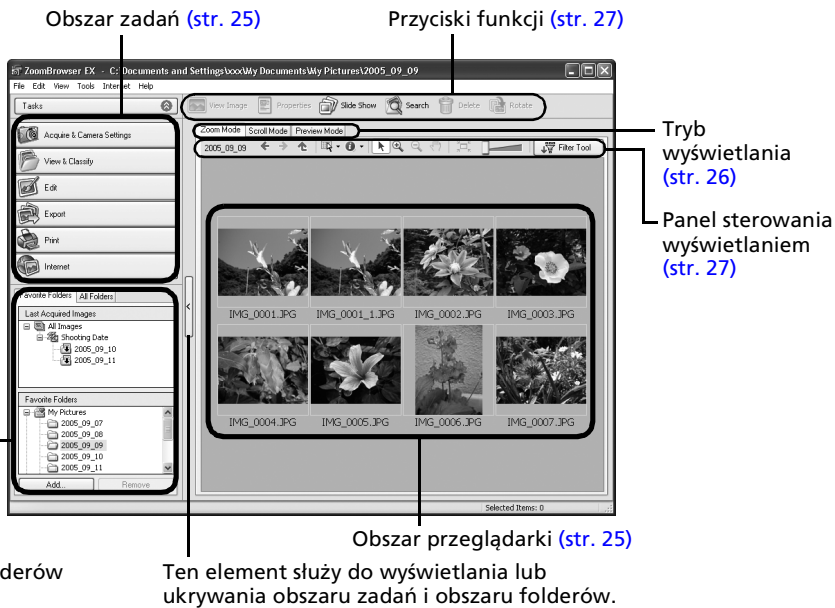 Obszar zadań (str. 25)
Przyciski funkcji (str. 27)
ZoomBrowser EX - C:\Documents and Settings\xxx\My Documents\My Pictures\2005_09_09
File Edit View Tools Internet Help
Tasks
View Image Properties Slide Show Search Delete Rotate
Acquire & Camera Settings
View & Classify
Edit
Export
Print
Internet
Zoom Mode Scroll Mode Preview Mode
2005_09_09 Filter Tool
Tryb
wyświetlania
(str. 26)
Panel sterowania
wyświetlaniem
(str. 27)
IMG_0001.JPG IMG_0001_1.JPG IMG_0002.JPG IMG_0003.JPG
IMG_0004.JPG IMG_0005.JPG IMG_0006.JPG IMG_0007.JPG
Favorite Folders All Folders
Last Acquired Images
All Images
Shooting Date
2005_09_10
2005_09_11
Favorite Folders
My Pictures
2005_09_07
2005_09_08
2005_09_09
2005_09_10
2005_09_11
Add... Remove
Selected Items: 0
Obszar przeglądarki (str. 25)
derów
Ten element służy do wyświetlania lub
ukrywania obszaru zadań i obszaru folderów.